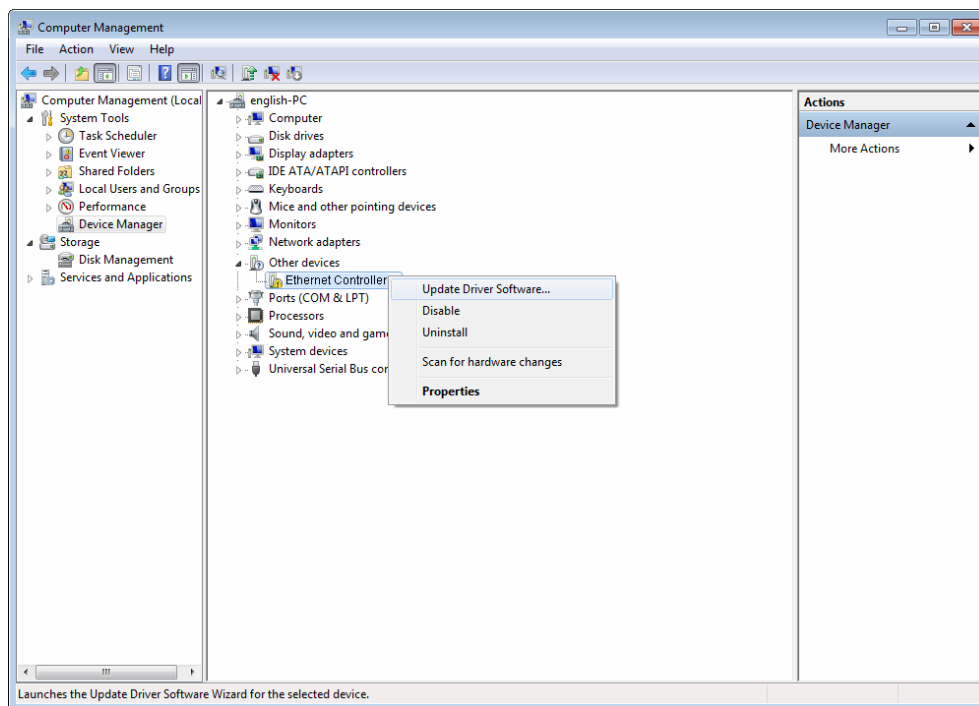 Computer Management
File Action View Help
Computer Management (Local
System Tools
Task Scheduler
Event Viewer
Shared Folders
Local Users and Groups
Performance
Device Manager
Storage
Disk Management
Services and Applications
english-PC
Computer
Disk drives
Display adapters
IDE ATA/ATAPI controllers
Keyboards
Mice and other pointing devices
Monitors
Network adapters
Other devices
Ethernet Controller
Ports (COM & LPT)
Processors
Sound, video and gam
System devices
Universal Serial Bus cor
Update Driver Software...
Disable
Uninstall
Scan for hardware changes
Properties
Actions
Device Manager
More Actions
Launches the Update Driver Software Wizard for the selected device.